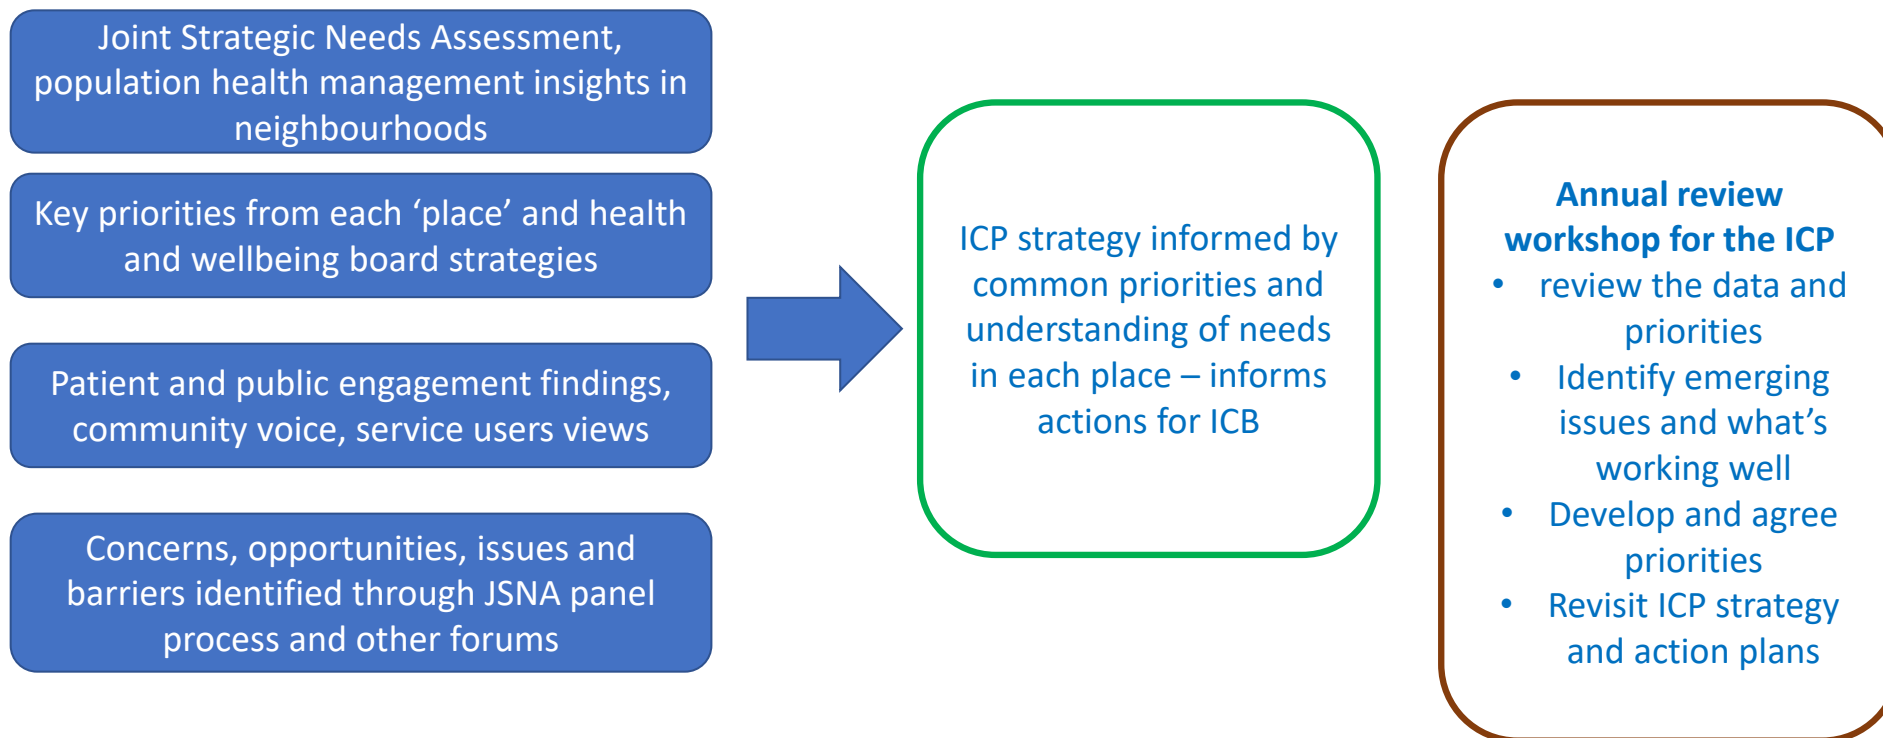 Joint Strategic Needs Assessment,
population health management insights in
neighbourhoods
Key priorities from each ‘place’ and health
and wellbeing board strategies
Patient and public engagement findings,
community voice, service users views
Concerns, opportunities, issues and
barriers identified through JSNA panel
process and other forums
ICP strategy informed by
common priorities and
understanding of needs
in each place – informs
actions for ICB
Annual review
workshop for the ICP
• review the data and
priorities
• Identify emerging
issues and what’s
working well
• Develop and agree
priorities
• Revisit ICP strategy
and action plans